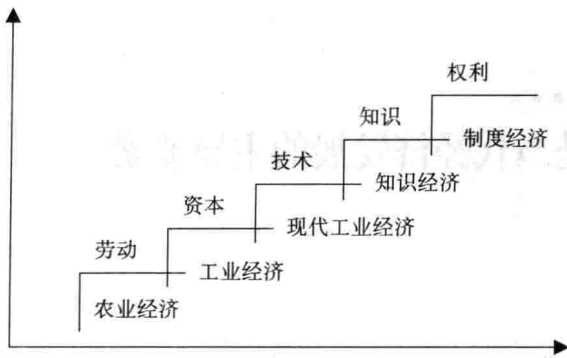 权利
知识
制度经济
技术
知识经济
资本
现代工业经济
劳动
工业经济
农业经济